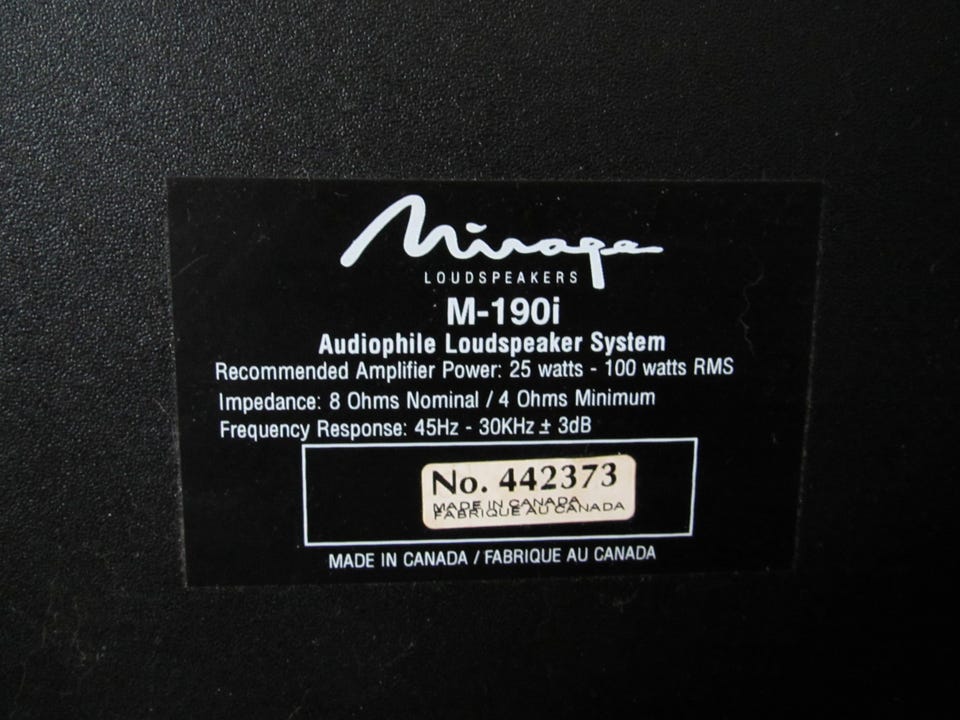 Mirage
LOUDSPEAKERS
M-190i
Audiophile Loudspeaker System
Recommended Amplifier Power: 25 watts - 100 watts RMS
Impedance: 8 Ohms Nominal / 4 Ohms Minimum
Frequency Response: 45Hz - 30KHz ± 3dB
No. 442373
MADE IN CANADA
FABRIQUE AU CANADA
MADE IN CANADA / FABRIQUE AU CANADA